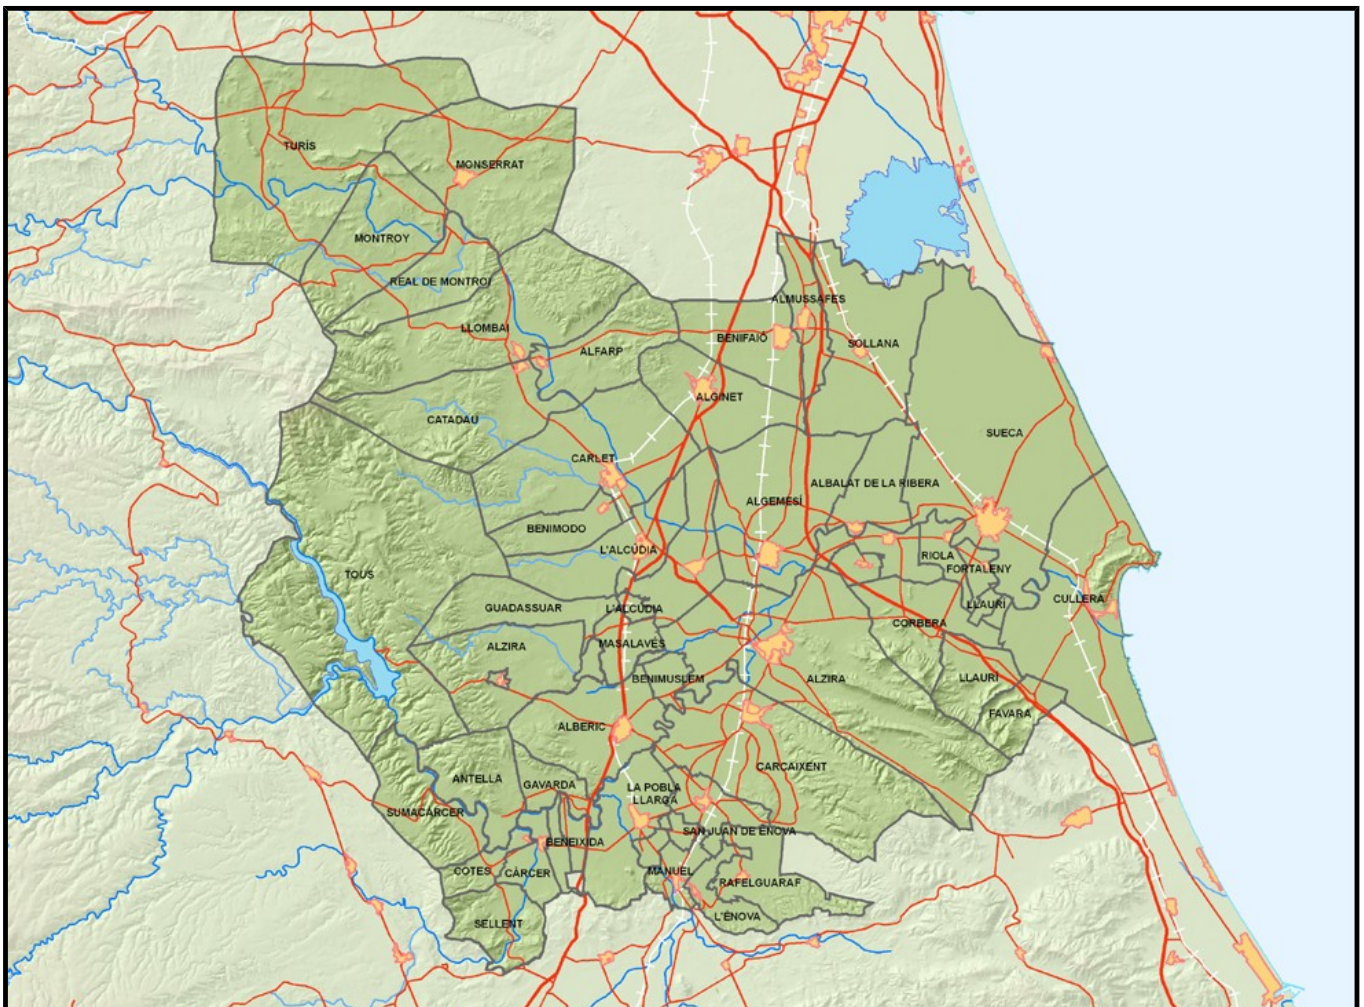 TURÍS
MONSERRAT
MONTROY
REAL DE MONTROI
ALMUSSAFES
LLOMBAI
BENIFAIÓ
SOLLANA
ALFARP
ALGINET
CATADAU
SUECA
CARLET
ALBALAT DE LA RIBERA
ALGEMESÍ
BENIMODO
L'ALCÚDIA
RIOLA
FORTALENY
TOUS
CULLERA
LLAURÍ
GUADASSUAR
L'ALCÚDIA
CORBERA
ALZIRA
MASALAVÉS
BENIMUSLEM
ALZIRA
LLAURÍ
FAVARA
ALBERIC
CARCAIXENT
ANTELLA
GAVARDA
LA POBLA
LLARGA
SUMACÀRCER
SAN JUAN DE ÉNOVA
BENEIXIDA
COTES
CÀRCER
MANUEL
RAFELGUARAF
L'ÈNOVA
SELLENT